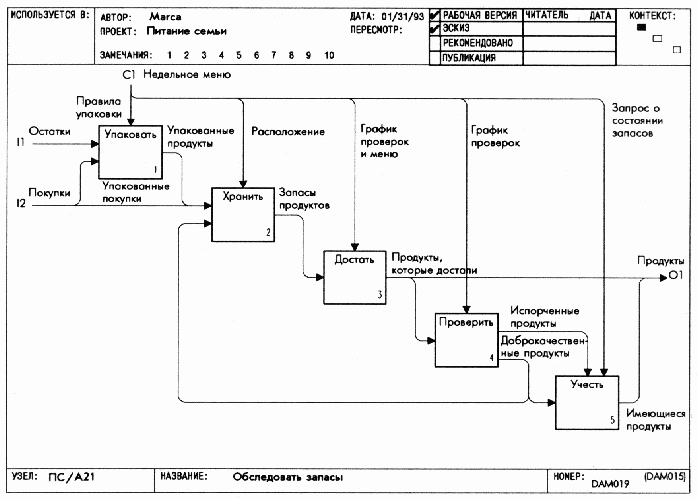 ИСПОЛЬЗУЕТСЯ В:
АВТОР: Marca
ДАТА: 01/31/93
ПРОЕКТ: Питание семьи
ПЕРЕСМОТР:
ЗАМЕЧАНИЯ: 1 2 3 4 5 6 7 8 9 10
РАБОЧАЯ ВЕРСИЯ
ЭСКИЗ
РЕКОМЕНДОВАНО
ПУБЛИКАЦИЯ
ЧИТАТЕЛЬ ДАТА
КОНТЕКСТ:
C1 Недельное меню
Правила
упаковки
I1 Остатки
Упаковать
1
Упакованные
продукты
Расположение
График
проверок
и меню
График
проверок
Запрос о
состоянии
запасов
I2 Покупки
Упакованные
покупки
Хранить
2
Запасы
продуктов
Достать
3
Продукты,
которые достали
Продукты
O1
Проверить
4
Испорченные
продукты
Доброкачествен-
ные продукты
Учесть
5
Имеющиеся
продукты
УЗЕЛ: ПС/А21
НАЗВАНИЕ: Обследовать запасы
НОМЕР: DAM019
(DAM015)